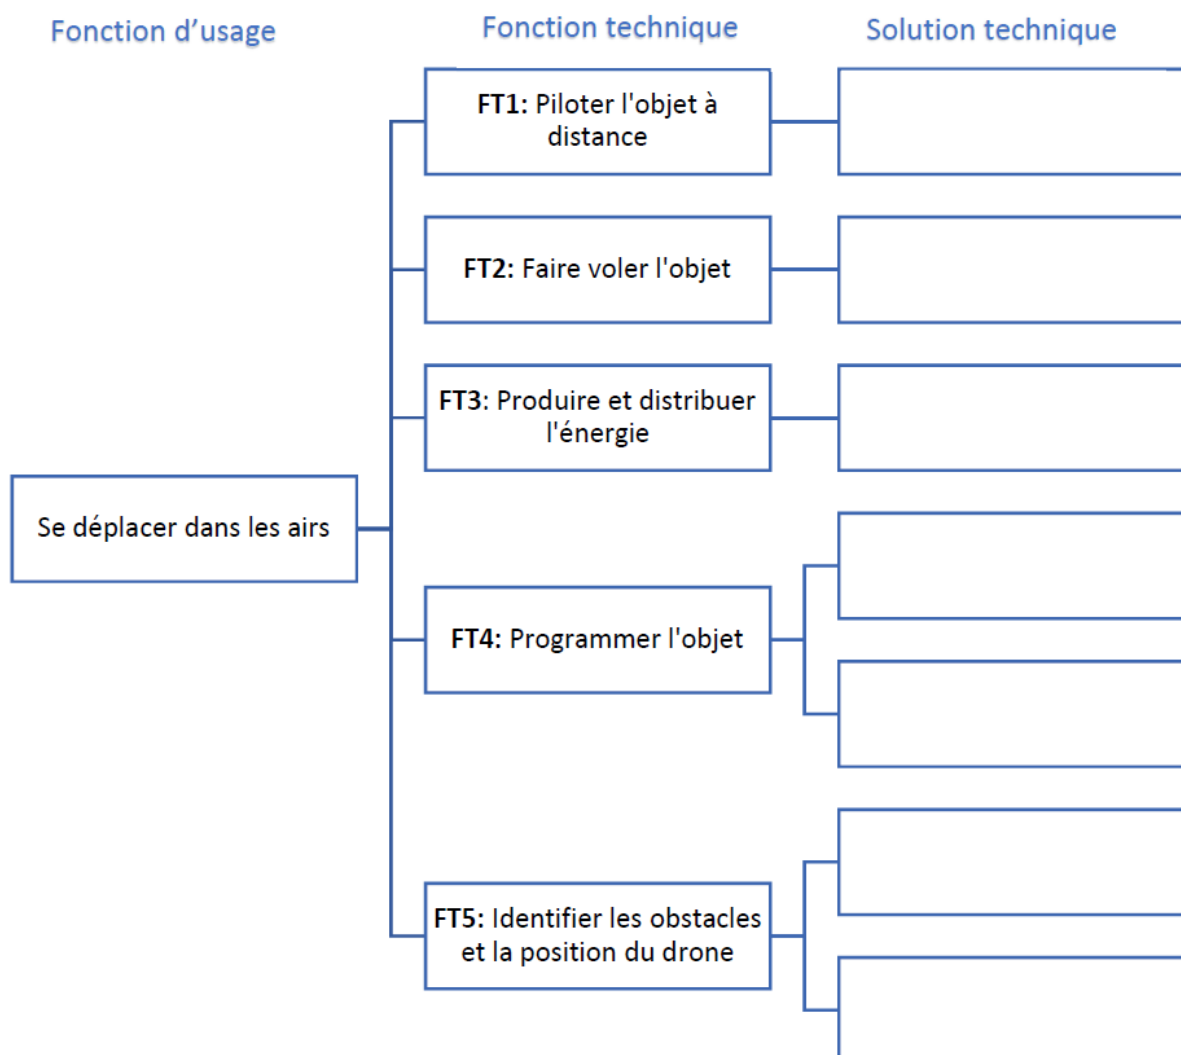 Fonction d’usage
Fonction technique
Solution technique
FT1: Piloter l'objet à
distance
FT2: Faire voler l'objet
FT3: Produire et distribuer
l'énergie
Se déplacer dans les airs
FT4: Programmer l'objet
FT5: Identifier les obstacles
et la position du drone